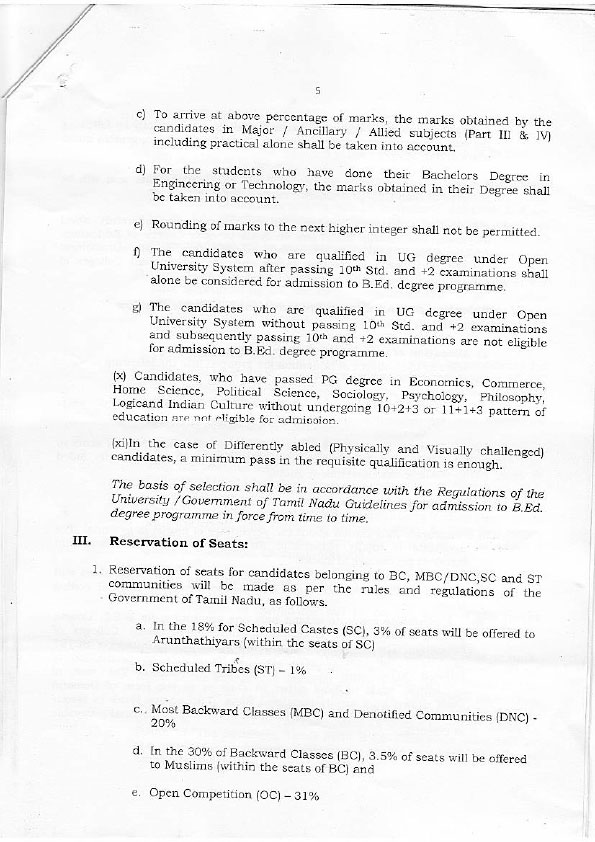 5
c) To arrive at above percentage of marks, the marks obtained by the
candidates in Major / Ancillary / Allied subjects (Part III & IV)
including practical alone shall be taken into account.
d) For the students who have done their Bachelors Degree in
Engineering or Technology, the marks obtained in their Degree shall
be taken into account.
e) Rounding of marks to the next higher integer shall not be permitted.
f) The candidates who are qualified in UG degree under Open
University System after passing 10th Std. and +2 examinations shall
alone be considered for admission to B.Ed. degree programme.
g) The candidates who are qualified in UG degree under Open
University System without passing 10th Std. and +2 examinations
and subsequently passing 10th and +2 examinations are not eligible
for admission to B.Ed. degree programme.
(x) Candidates, who have passed PG degree in Economics, Commerce,
Home Science, Political Science, Sociology, Psychology, Philosophy,
Logicand Indian Culture without undergoing 10+2+3 or 11+1+3 pattern of
education are not eligible for admission.
(xi)In the case of Differently abled (Physically and Visually challenged)
candidates, a minimum pass in the requisite qualification is enough.
The basis of selection shall be in accordance with the Regulations of the
University / Government of Tamil Nadu Guidelines for admission to B.Ed.
degree programme in force from time to time.
III. Reservation of Seats:
1. Reservation of seats for candidates belonging to BC, MBC/DNC,SC and ST
communities will be made as per the rules and regulations of the
Government of Tamil Nadu, as follows.
a. In the 18% for Scheduled Castes (SC), 3% of seats will be offered to
Arunthathiyars (within the seats of SC)
b. Scheduled Tribes (ST) – 1%
c. Most Backward Classes (MBC) and Denotified Communities (DNC) -
20%
d. In the 30% of Backward Classes (BC), 3.5% of seats will be offered
to Muslims (within the seats of BC) and
e. Open Competition (OC) – 31%